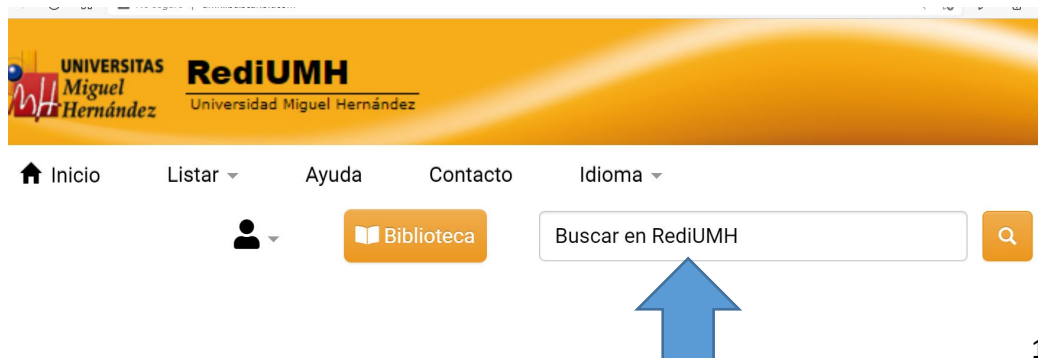 UNIVERSITAS
Miguel
Hernández
RediUMH
Universidad Miguel Hernández
Inicio Listar Ayuda Contacto Idioma
Biblioteca Buscar en RediUMH